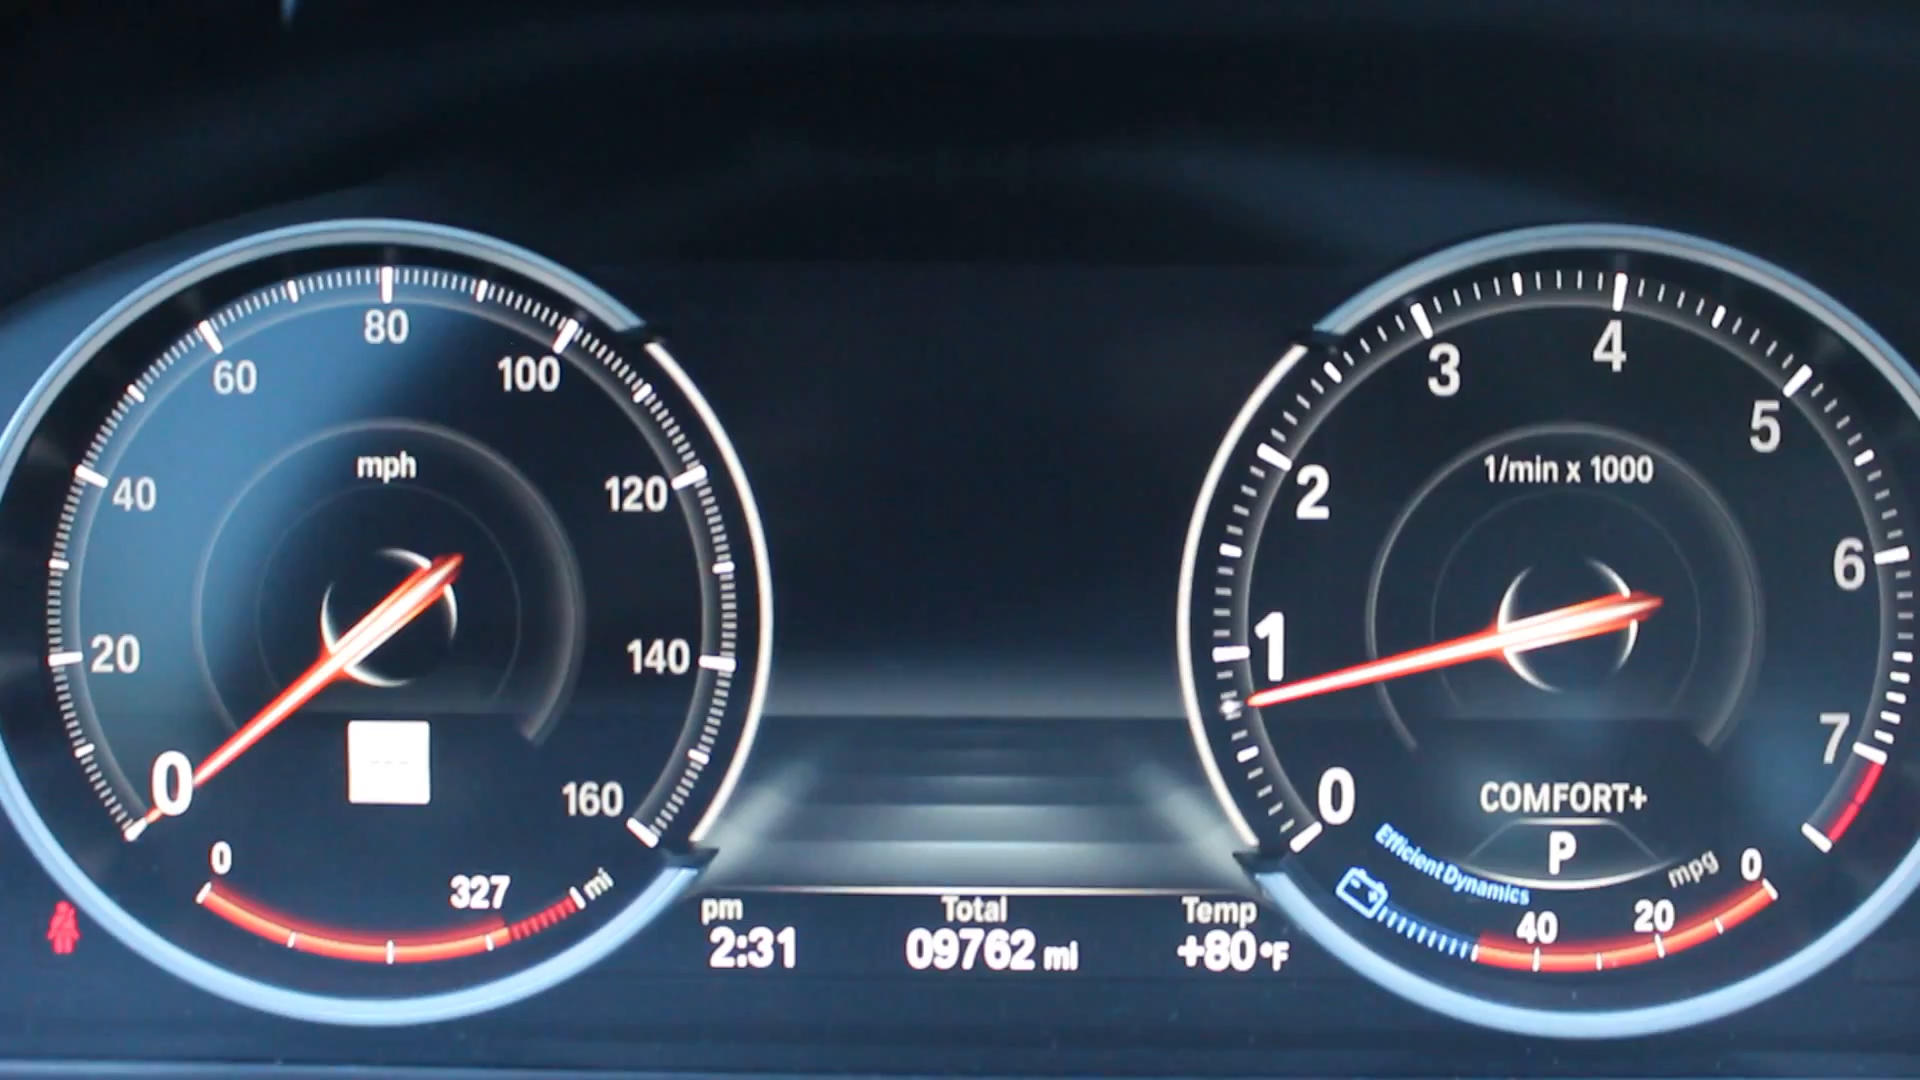 80
60
100
40
120
20
140
0
160
mph
---
0
327
mi
pm
2:31
Total
09762 mi
Temp
+80°F
4
3
5
2
6
1
7
0
1/min x 1000
COMFORT+
P
Efficient Dynamics
mpg
40
20
0